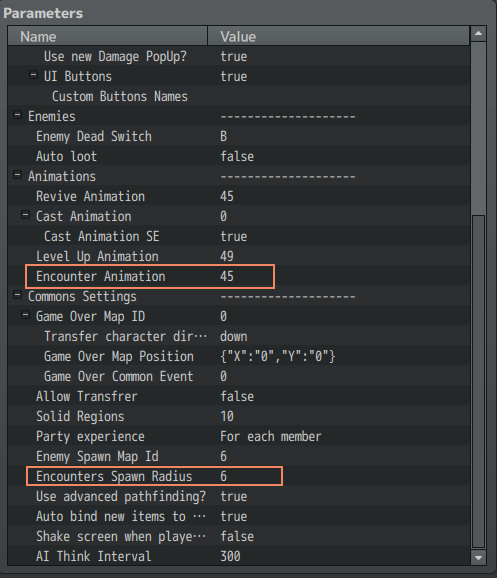 Parameters
Name Value
Use new Damage PopUp? true
UI Buttons true
Custom Buttons Names
Enemies --------------------
Enemy Dead Switch B
Auto loot false
Animations --------------------
Revive Animation 45
Cast Animation 0
Cast Animation SE true
Level Up Animation 49
Encounter Animation 45
Commons Settings --------------------
Game Over Map ID 0
Transfer character dir··· down
Game Over Map Position {"X":"0","Y":"0"}
Game Over Common Event 0
Allow Transfrer false
Solid Regions 10
Party experience For each member
Enemy Spawn Map Id 6
Encounters Spawn Radius 6
Use advanced pathfinding? true
Auto bind new items to ··· true
Shake screen when playe··· false
AI Think Interval 300